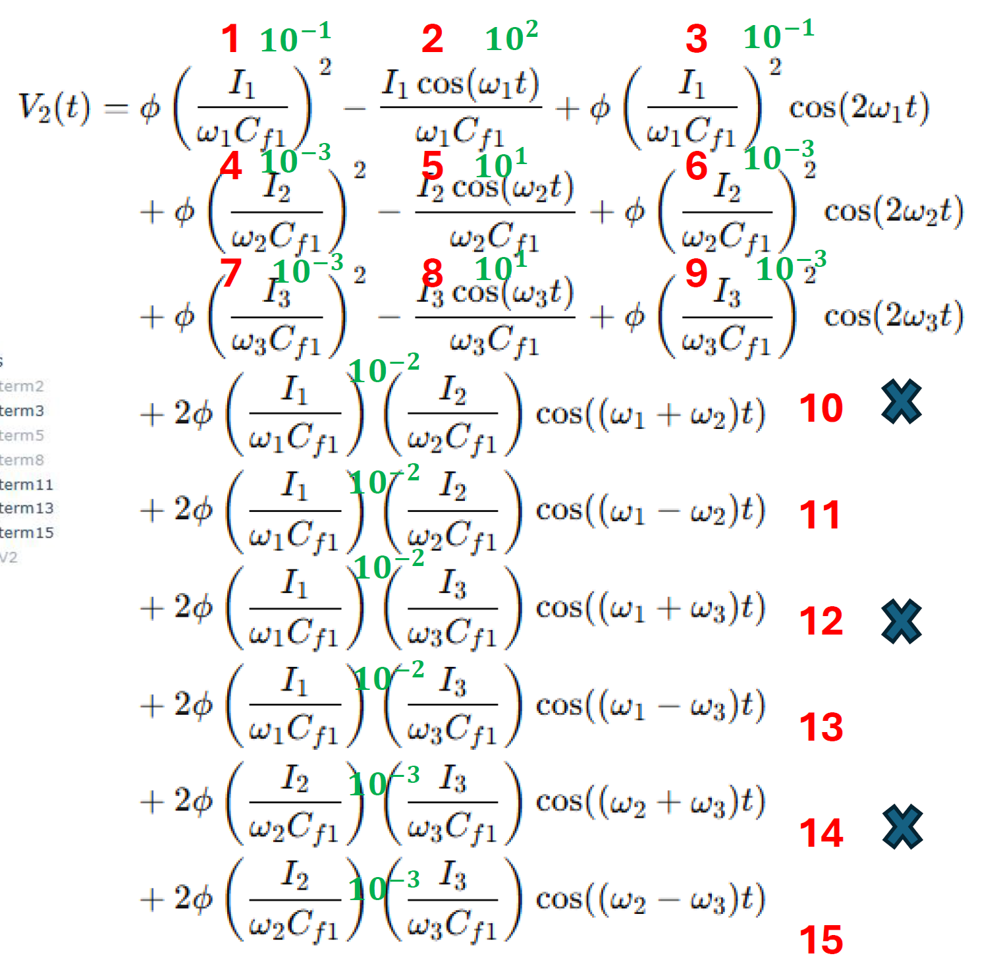 1 10⁻¹ 2 10² 3 10⁻¹
V₂(t) = ϕ (I₁/(ω₁C_f1))² − I₁ cos(ω₁t)/(ω₁C_f1) + ϕ (I₁/(ω₁C_f1))² cos(2ω₁t)
4 10⁻³ 5 10¹ 6 10⁻³
+ ϕ (I₂/(ω₂C_f1))² − I₂ cos(ω₂t)/(ω₂C_f1) + ϕ (I₂/(ω₂C_f1))² cos(2ω₂t)
7 10⁻³ 8 10¹ 9 10⁻³
+ ϕ (I₃/(ω₃C_f1))² − I₃ cos(ω₃t)/(ω₃C_f1) + ϕ (I₃/(ω₃C_f1))² cos(2ω₃t)
10⁻²
+ 2ϕ (I₁/(ω₁C_f1)) (I₂/(ω₂C_f1)) cos((ω₁ + ω₂)t) 10
10⁻²
+ 2ϕ (I₁/(ω₁C_f1)) (I₂/(ω₂C_f1)) cos((ω₁ − ω₂)t) 11
10⁻²
+ 2ϕ (I₁/(ω₁C_f1)) (I₃/(ω₃C_f1)) cos((ω₁ + ω₃)t) 12
10⁻²
+ 2ϕ (I₁/(ω₁C_f1)) (I₃/(ω₃C_f1)) cos((ω₁ − ω₃)t) 13
10⁻³
+ 2ϕ (I₂/(ω₂C_f1)) (I₃/(ω₃C_f1)) cos((ω₂ + ω₃)t) 14
10⁻³
+ 2ϕ (I₂/(ω₂C_f1)) (I₃/(ω₃C_f1)) cos((ω₂ − ω₃)t) 15
term2
term3
term5
term8
term11
term13
term15
V2